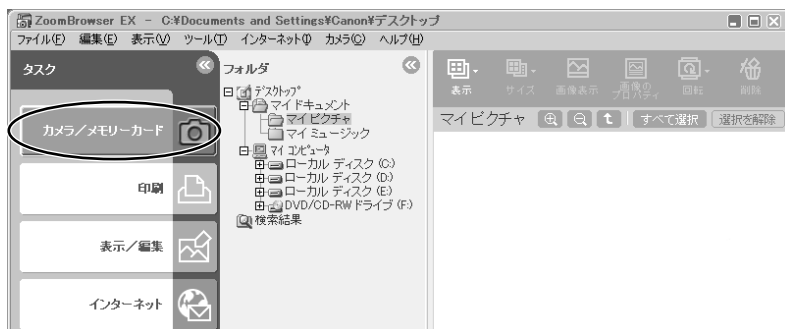 ZoomBrowser EX - C:¥Documents and Settings¥Canon¥デスクトップ
ファイル(F) 編集(E) 表示(V) ツール(T) インターネット(I) カメラ(C) ヘルプ(H)
タスク
カメラ/メモリーカード
印刷
表示/編集
インターネット
フォルダ
デスクトップ
マイ ドキュメント
マイ ピクチャ
マイ ミュージック
マイ コンピュータ
ローカル ディスク (C:)
ローカル ディスク (D:)
ローカル ディスク (E:)
DVD/CD-RW ドライブ (F:)
検索結果
表示 サイズ 画像表示 画像のプロパティ 回転 削除
マイ ピクチャ すべて選択 選択を解除